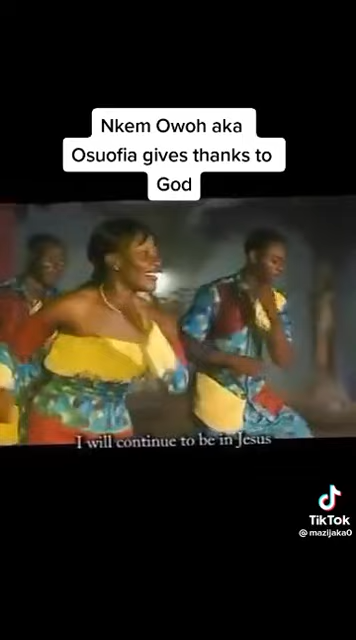 Nkem Owoh aka
Osuofia gives thanks to
God
I will continue to be in Jesus
TikTok
@mazijaka0